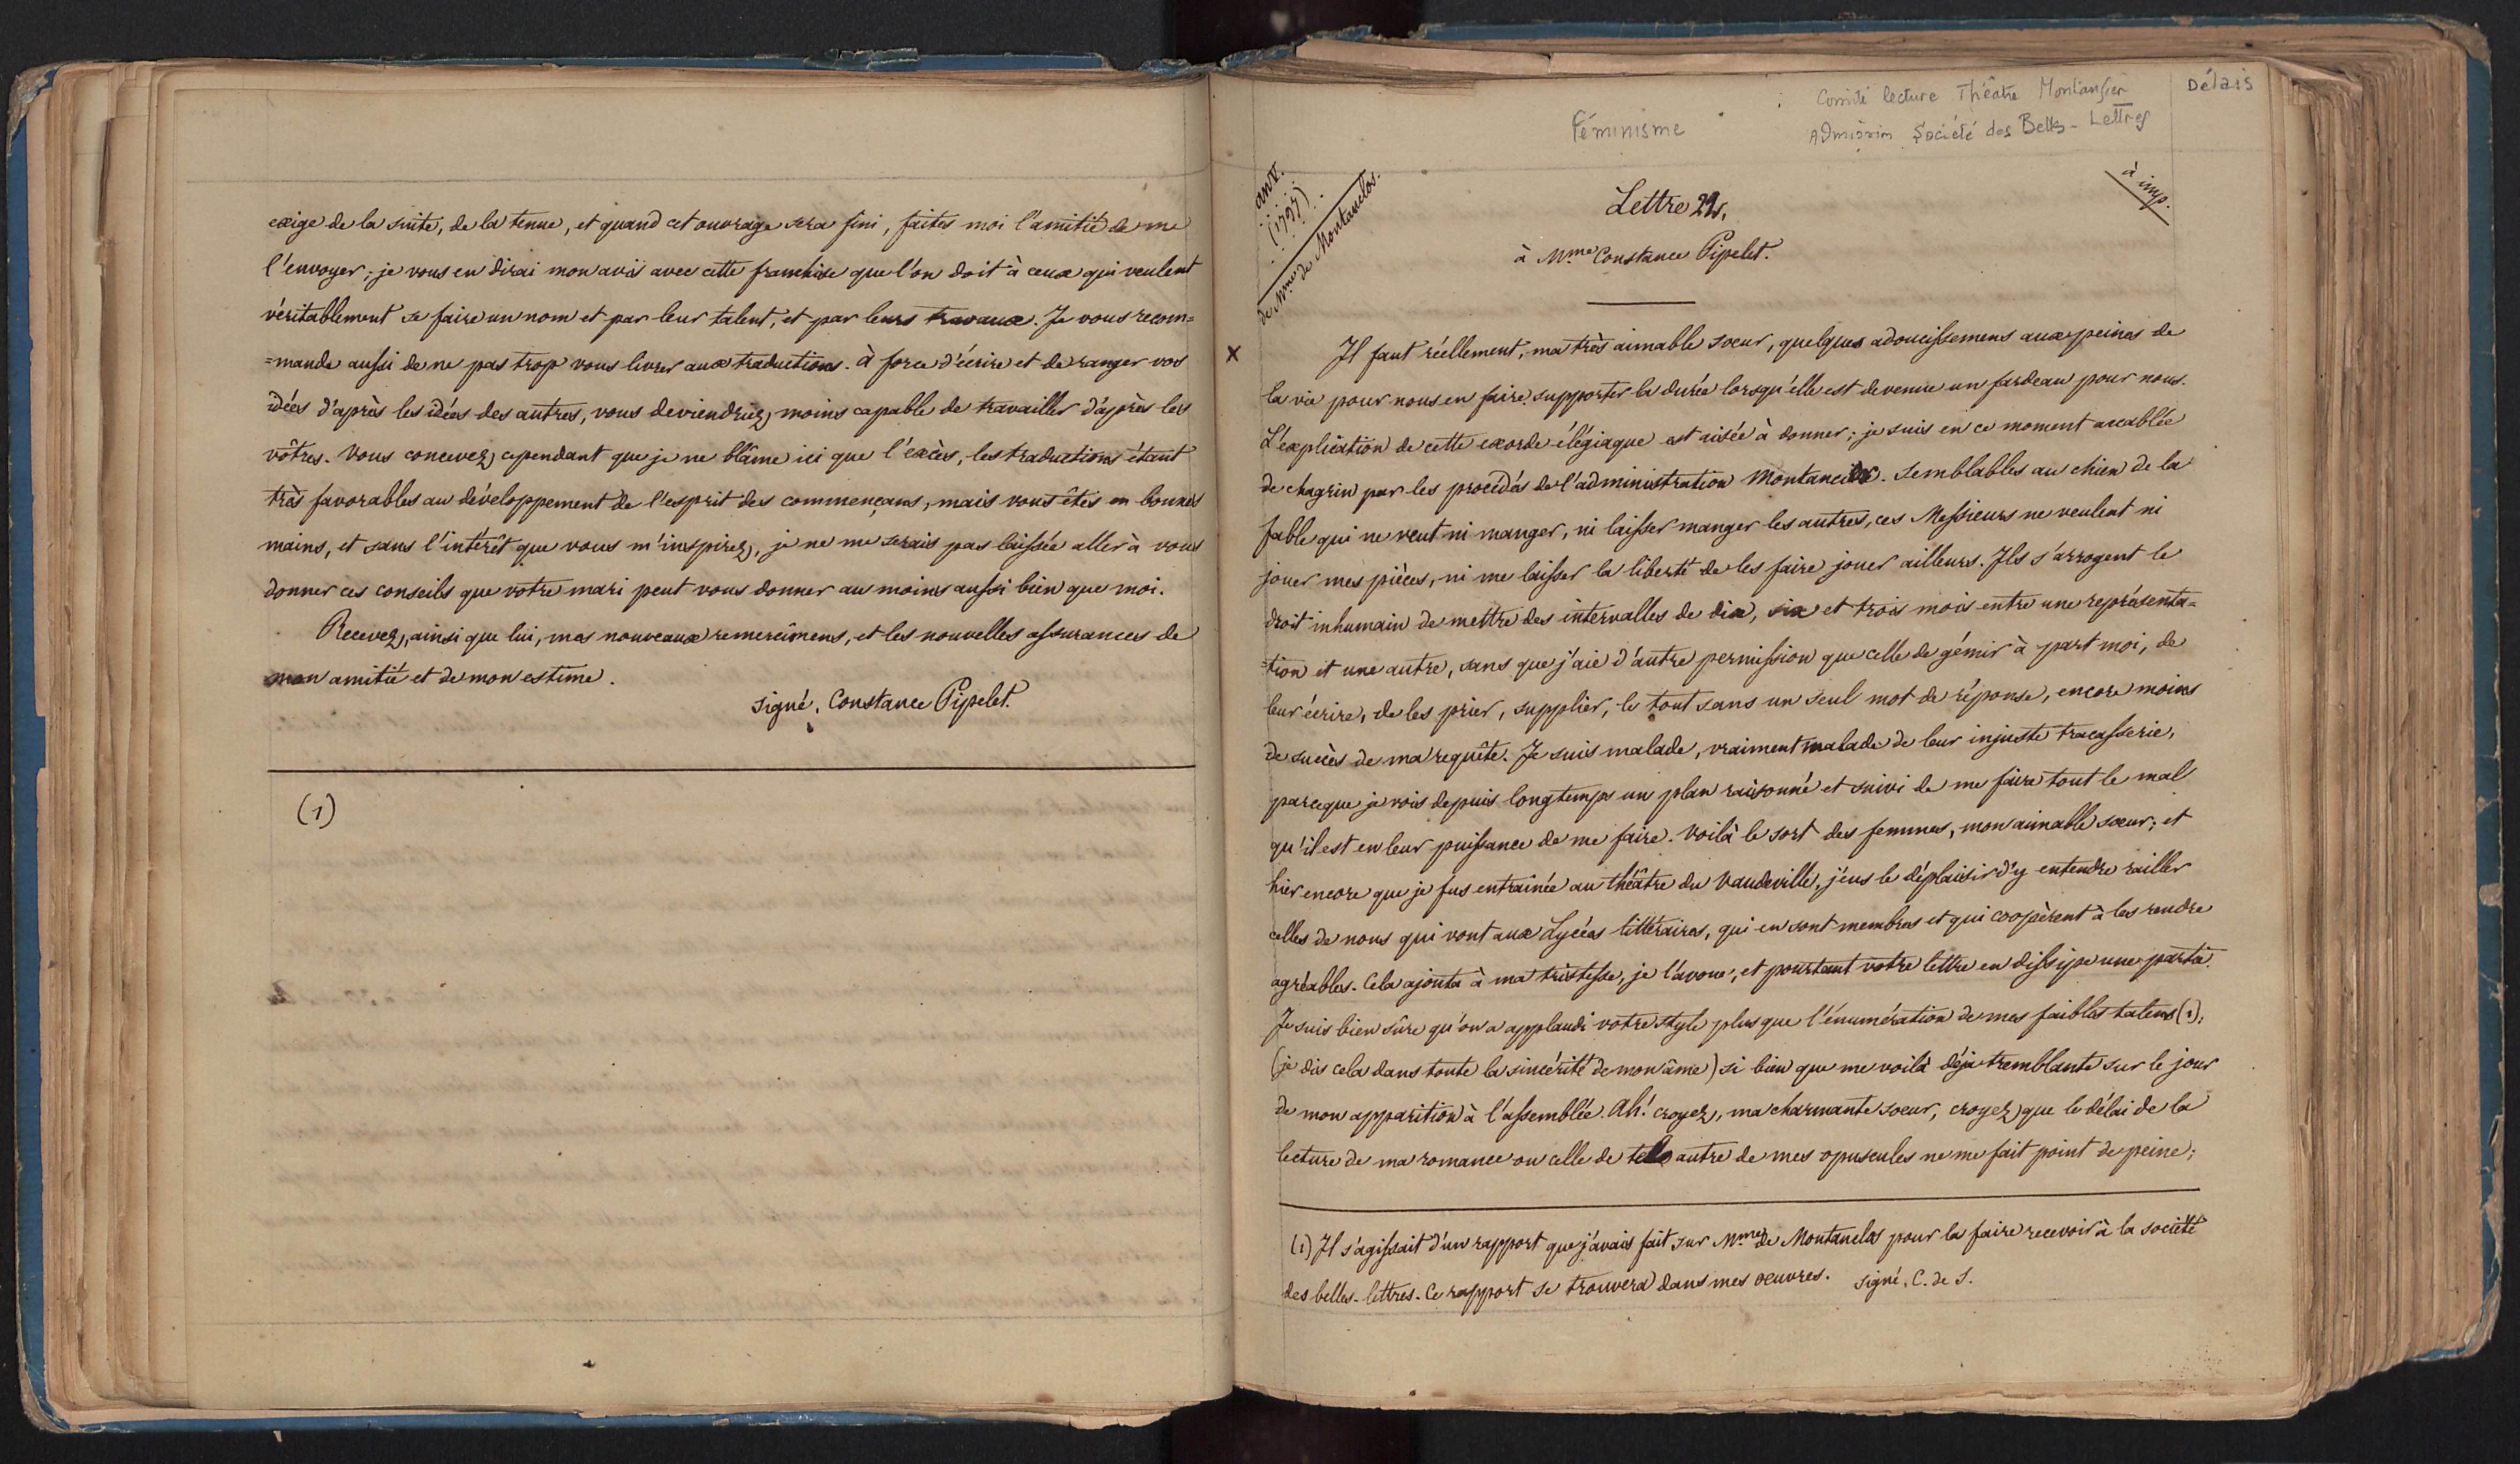 exige de la suite, de la tenue, et quand cet ouvrage sera fini, faites moi l'amitié de me
l'envoyer; je vous en dirai mon avis avec cette franchise que l'on doit à ceux qui veulent
véritablement se faire un nom et par leur talent, et par leurs travaux. Je vous recom=
=mande aussi de ne pas trop vous livrer aux traductions. à force d'écrire et de ranger vos
idées d'après les idées des autres, vous deviendriez moins capable de travailler d'après les
vôtres. Vous concevez cependant que je ne blâme ici que l'excès, les traductions étant
très favorables au développement de l'esprit des commençans, mais vous êtes en bonnes
mains, et sans l'intérêt que vous m'inspirez, je ne me serais pas laissée aller à vous
donner ces conseils que votre mari peut vous donner au moins aussi bien que moi.
Recevez, ainsi que lui, mes nouveaux remercîmens, et les nouvelles assurances de
mon amitié et de mon estime.
signé, Constance Pipelet.
(1)
Féminisme
Comité lecture Théâtre Montansier
Admission Société des Belles-Lettres
Délais
an V.
(1797)
de Mme de Montanclos.
à imp.
Lettre 22s.
à Mme Constance Pipelet.
x
Il faut réellement, ma très aimable soeur, quelques adoucissemens aux peines de
la vie pour nous en faire supporter la durée lorsqu'elle est devenue un fardeau pour nous.
L'explication de cette exorde élégiaque est aisée à donner; je suis en ce moment accablée
de chagrin par les procédés de l'administration Montancier. Semblables au chien de la
fable qui ne veut ni manger, ni laisser manger les autres, ces Messieurs ne veulent ni
jouer mes pièces, ni me laisser la liberté de les faire jouer ailleurs. Ils s'arrogent le
droit inhumain de mettre des intervalles de dix, six et trois mois entre une représenta=
=tion et une autre, sans que j'aie d'autre permission que celle de gémir à part moi, de
leur écrire, de les prier, supplier, le tout sans un seul mot de réponse, encore moins
de succès de ma requête. Je suis malade, vraiment malade de leur injuste tracasserie,
parceque je vois depuis longtemps un plan raisonné et suivi de me faire tout le mal
qu'il est en leur puissance de me faire. Voilà le sort des femmes, mon aimable soeur; et
hier encore que je fus entrainée au théâtre du Vaudeville, j'eus le déplaisir d'y entendre railler
celles de nous qui vont aux Lycées littéraires, qui en sont membres et qui coopèrent à les rendre
agréables. Cela ajouta à ma tristesse, je l'avoue, et pourtant votre lettre en dissipe une partie.
Je suis bien sûre qu'on a applaudi votre style plus que l'énumération de mes faibles talens (1);
(je dis cela dans toute la sincérité de mon âme) si bien que me voilà déjà tremblante sur le jour
de mon apparition à l'assemblée. Ah! croyez, ma charmante soeur, croyez que le délai de la
lecture de ma romance ou celle de tel autre de mes opuscules ne me fait point de peine;
(1) Il s'agissait d'un rapport que j'avais fait sur Mme de Montanclos pour la faire recevoir à la société
des belles-lettres. Ce rapport se trouvera dans mes oeuvres. signé, C. de S.